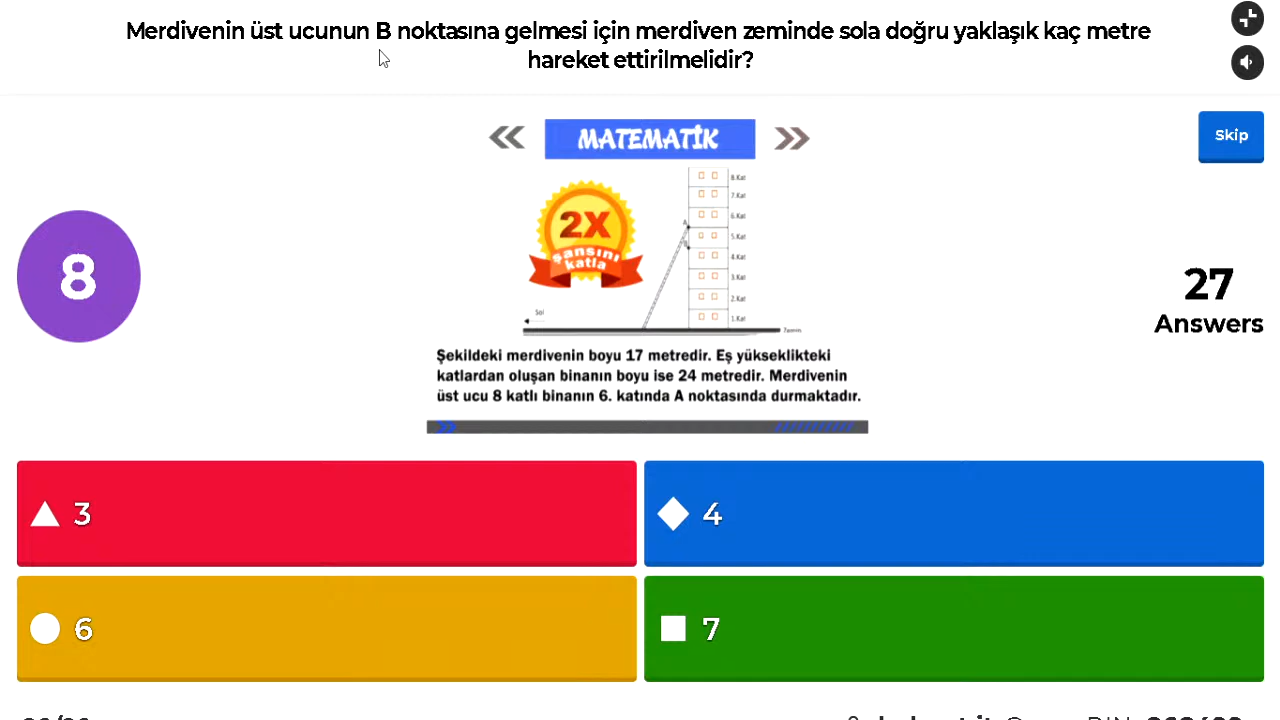 Merdivenin üst ucunun B noktasına gelmesi için merdiven zeminde sola doğru yaklaşık kaç metre
hareket ettirilmelidir?
Skip
MATEMATİK
8.Kat
7.Kat
6.Kat
A
5.Kat
B
4.Kat
3.Kat
2.Kat
1.Kat
2X
şansını
katla
Sol
Zemin
8
27
Answers
Şekildeki merdivenin boyu 17 metredir. Eş yükseklikteki
katlardan oluşan binanın boyu ise 24 metredir. Merdivenin
üst ucu 8 katlı binanın 6. katında A noktasında durmaktadır.
3
4
6
7